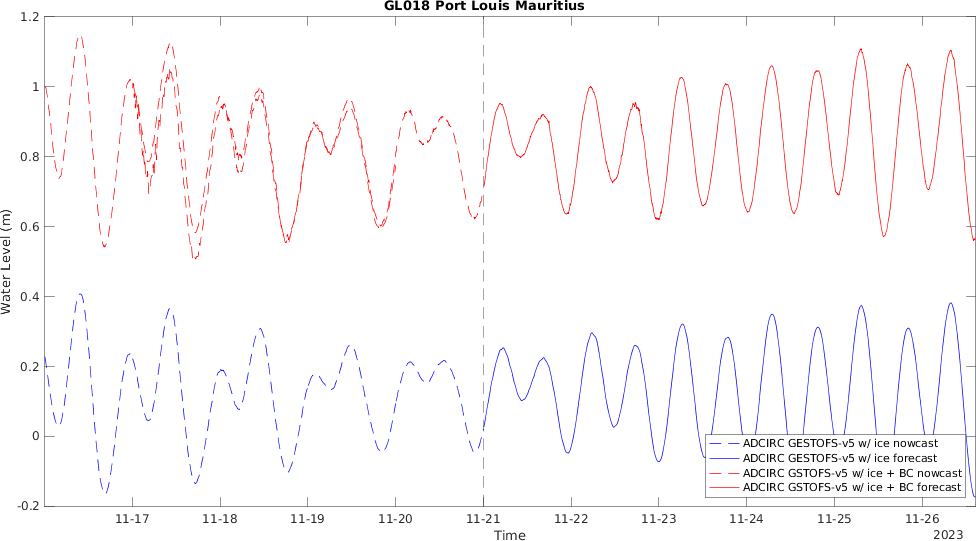 GL018 Port Louis Mauritius
Water Level (m)
1.2
1
0.8
0.6
0.4
0.2
0
-0.2
ADCIRC GESTOFS-v5 w/ ice nowcast
ADCIRC GESTOFS-v5 w/ ice forecast
ADCIRC GSTOFS-v5 w/ ice + BC nowcast
ADCIRC GSTOFS-v5 w/ ice + BC forecast
11-17 11-18 11-19 11-20 11-21 11-22 11-23 11-24 11-25 11-26
Time
2023